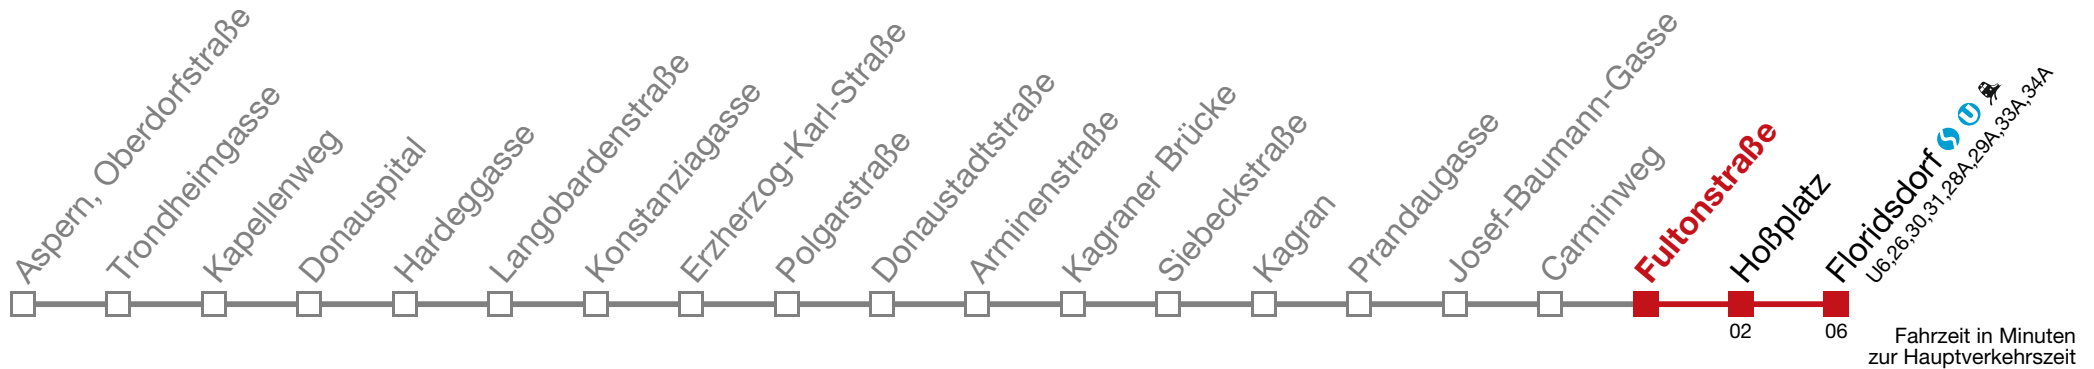 Aspern, Oberdorfstraße
Trondheimgasse
Kapellenweg
Donauspital
Hardeggasse
Langobardenstraße
Konstanziagasse
Erzherzog-Karl-Straße
Polgarstraße
Donaustadtstraße
Arminenstraße
Kagraner Brücke
Siebeckstraße
Kagran
Prandaugasse
Josef-Baumann-Gasse
Carminweg
Fultonstraße
Hoßplatz
Floridsdorf
U6,26,30,31,28A,29A,33A,34A
02
06
Fahrzeit in Minuten
zur Hauptverkehrszeit